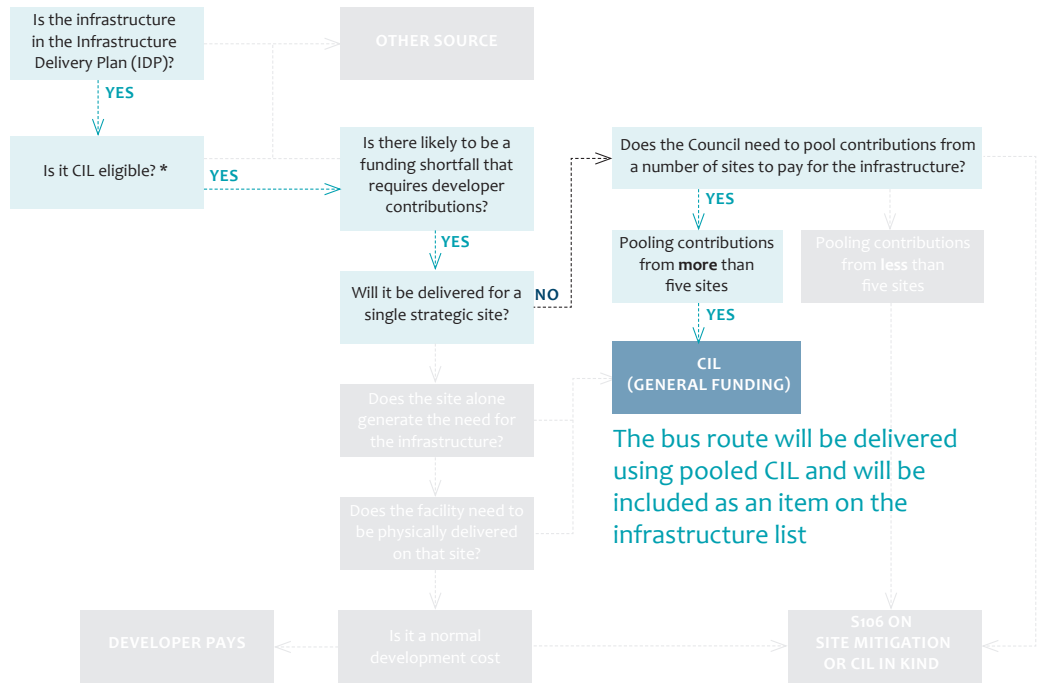 Is the infrastructure
in the Infrastructure
Delivery Plan (IDP)?
OTHER SOURCE
YES
Is it CIL eligible? *
YES
Is there likely to be a
funding shortfall that
requires developer
contributions?
Does the Council need to pool contributions from
a number of sites to pay for the infrastructure?
YES
YES
Pooling contributions
from more than
five sites
Pooling contributions
from less than
five sites
Will it be delivered for a
single strategic site?
NO
YES
CIL
(GENERAL FUNDING)
Does the site alone
generate the need for
the infrastructure?
The bus route will be delivered
using pooled CIL and will be
included as an item on the
infrastructure list
Does the facility need to
be physically delivered
on that site?
DEVELOPER PAYS
Is it a normal
development cost
S106 ON
SITE MITIGATION
OR CIL IN KIND